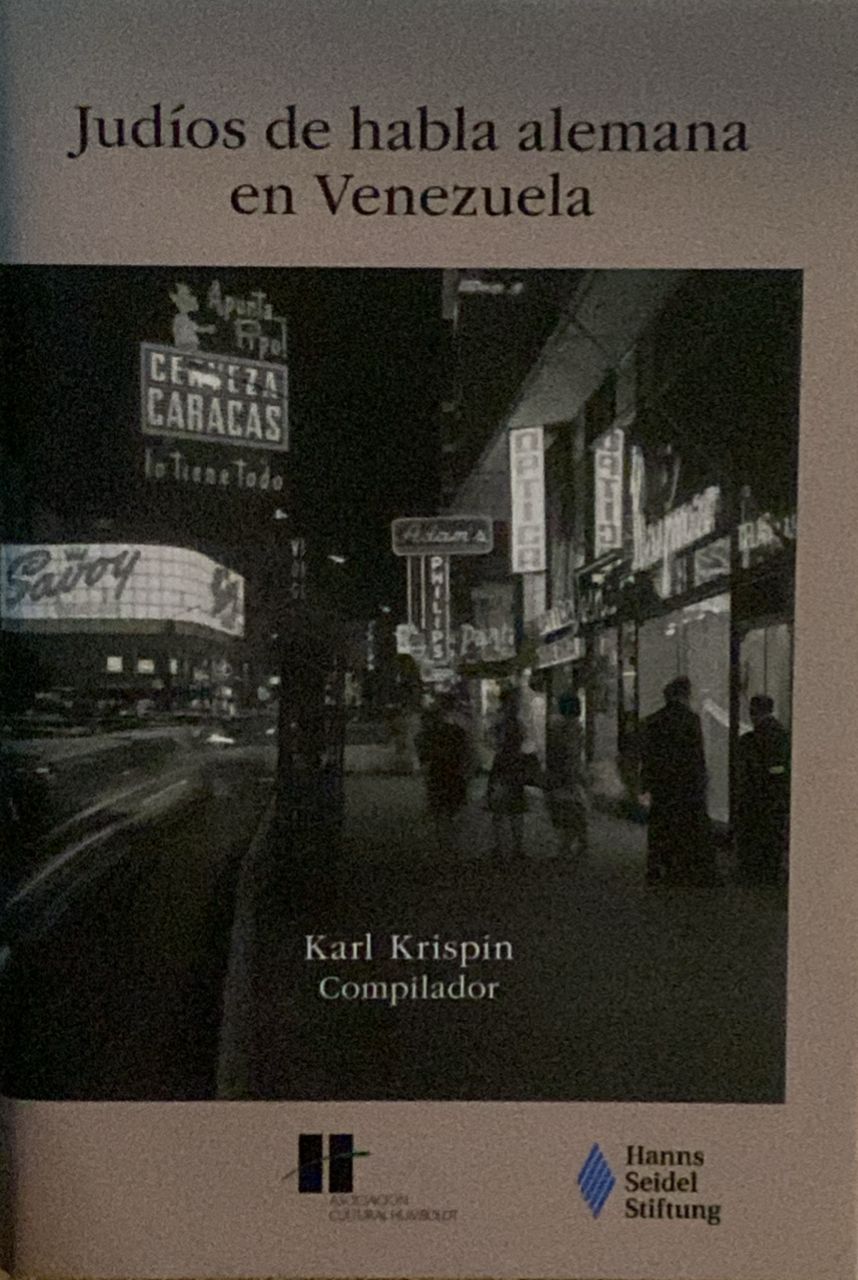 Judíos de habla alemana
en Venezuela
Apunta
CERVEZA
CARACAS
lo tiene todo
Savoy
Adam's
PHILIPS
OPTICA
OPTICA
Karl Krispin
Compilador
ASOCIACIÓN
CULTURAL HUMBOLDT
Hanns
Seidel
Stiftung